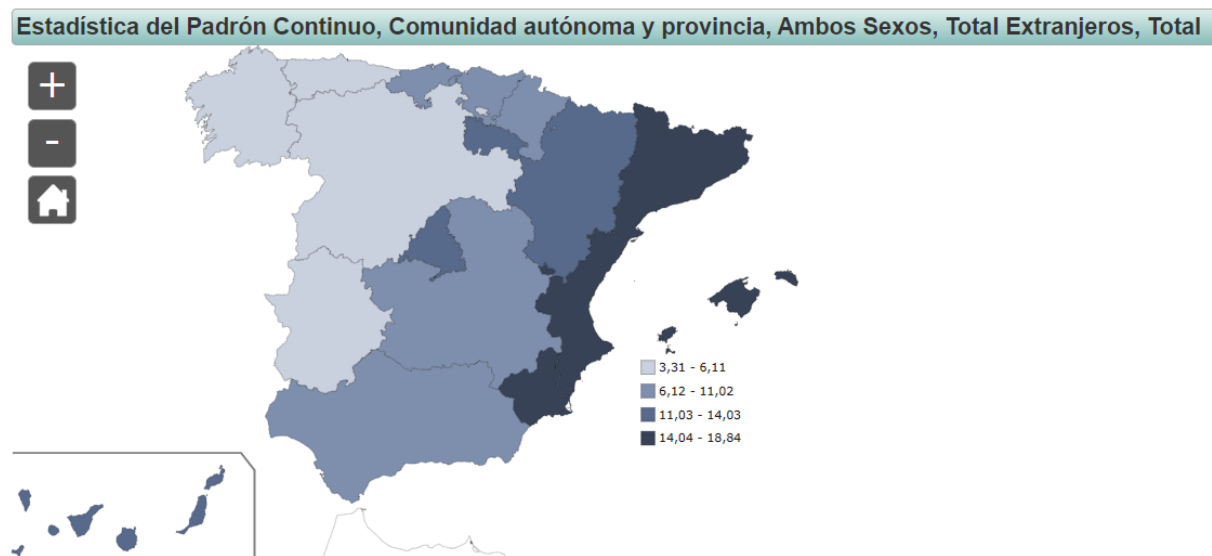 Estadística del Padrón Continuo, Comunidad autónoma y provincia, Ambos Sexos, Total Extranjeros, Total
+
-
3,31 - 6,11
6,12 - 11,02
11,03 - 14,03
14,04 - 18,84